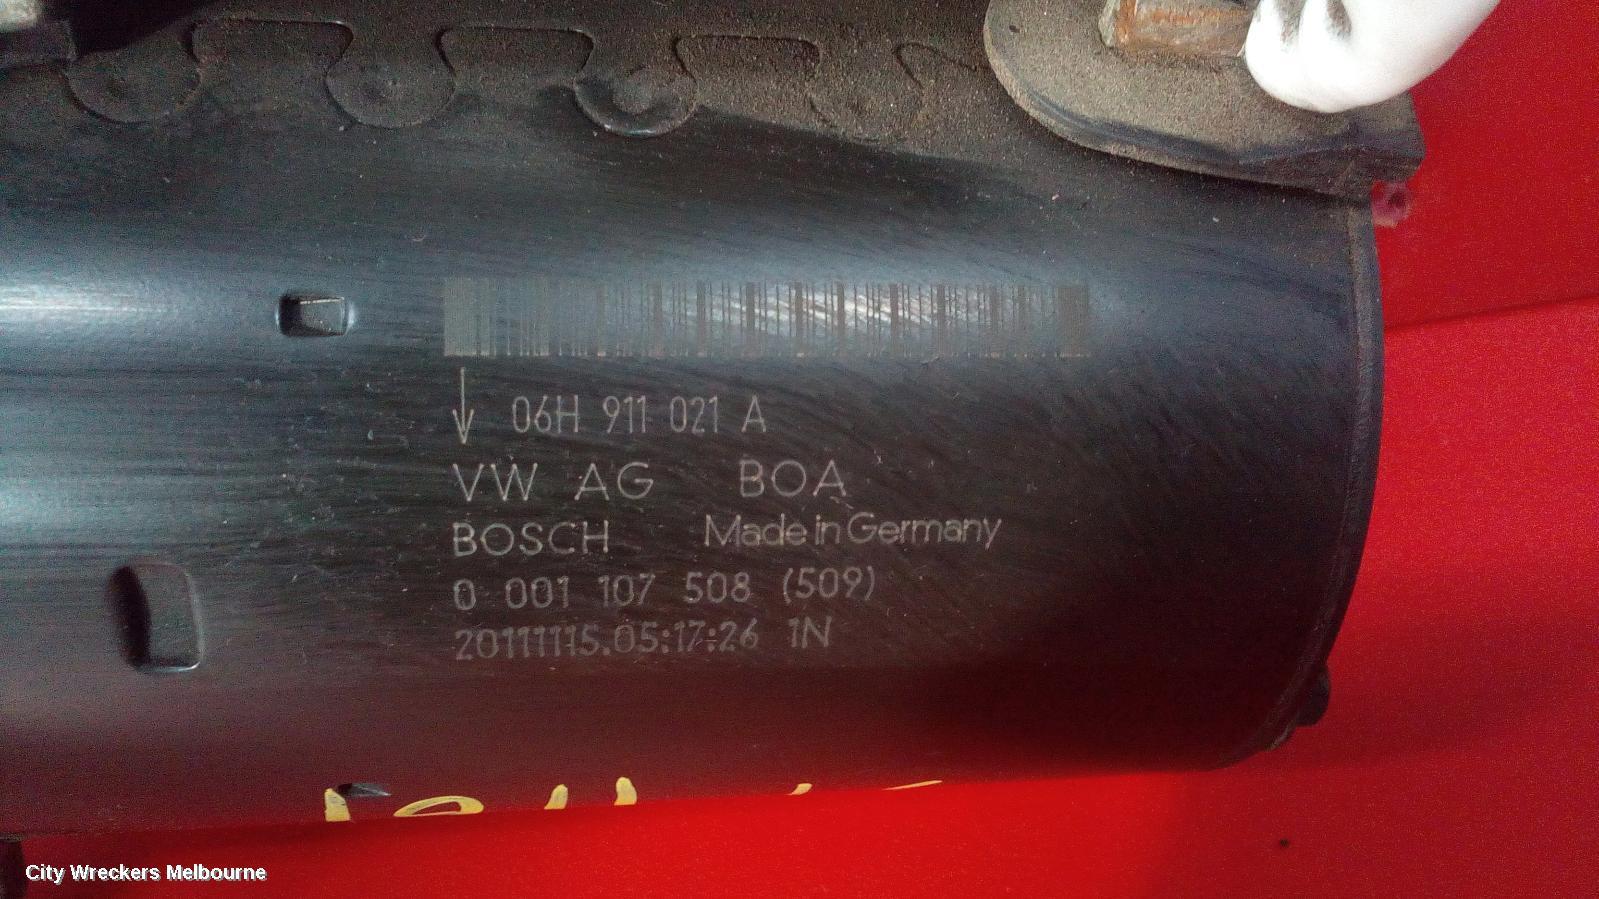 06H 911 021 A
VW AG BOA
BOSCH Made in Germany
0 001 107 508 (509)
20111115.05:17:26 1N
City Wreckers Melbourne